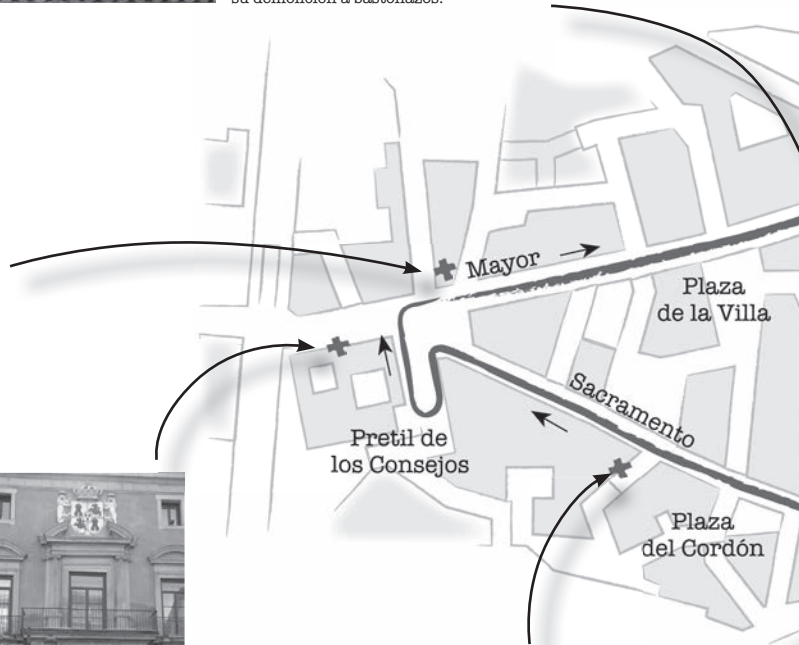 su demolición a bastonazos.
Mayor
Plaza
de la Villa
Sacramento
Pretil de
los Consejos
Plaza
del Cordón